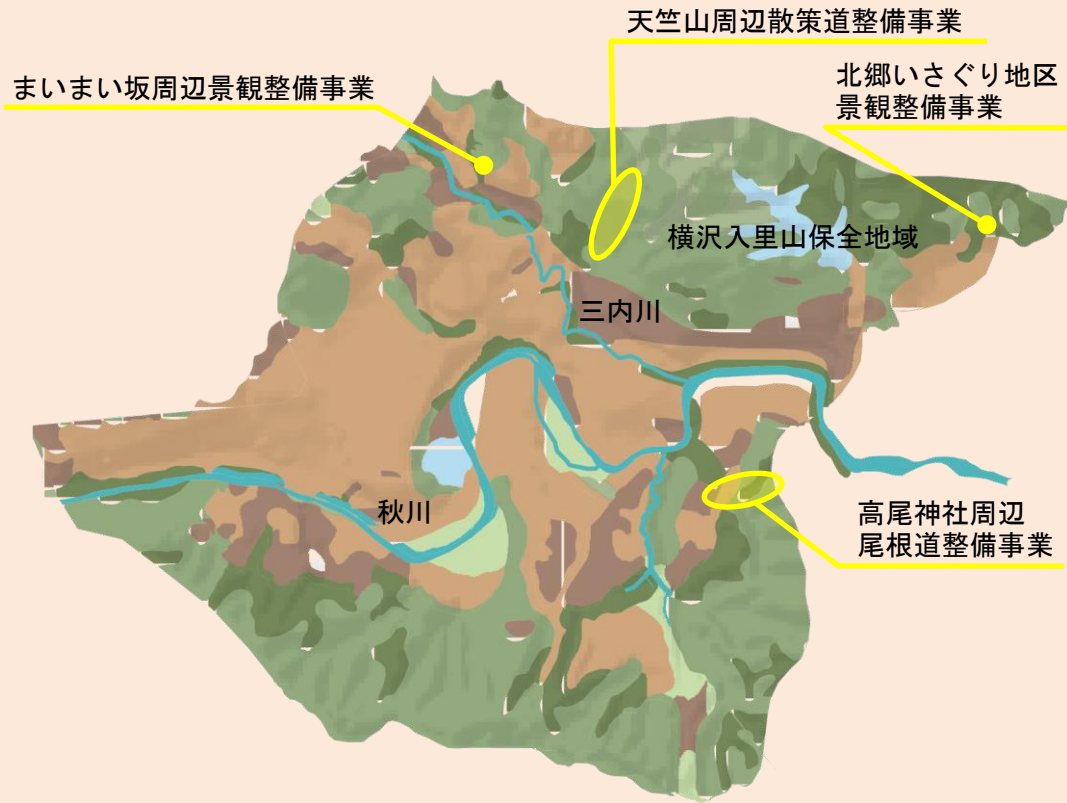 天竺山周辺散策道整備事業
まいまい坂周辺景観整備事業
北郷いさぐり地区
景観整備事業
横沢入里山保全地域
三内川
秋川
高尾神社周辺
尾根道整備事業